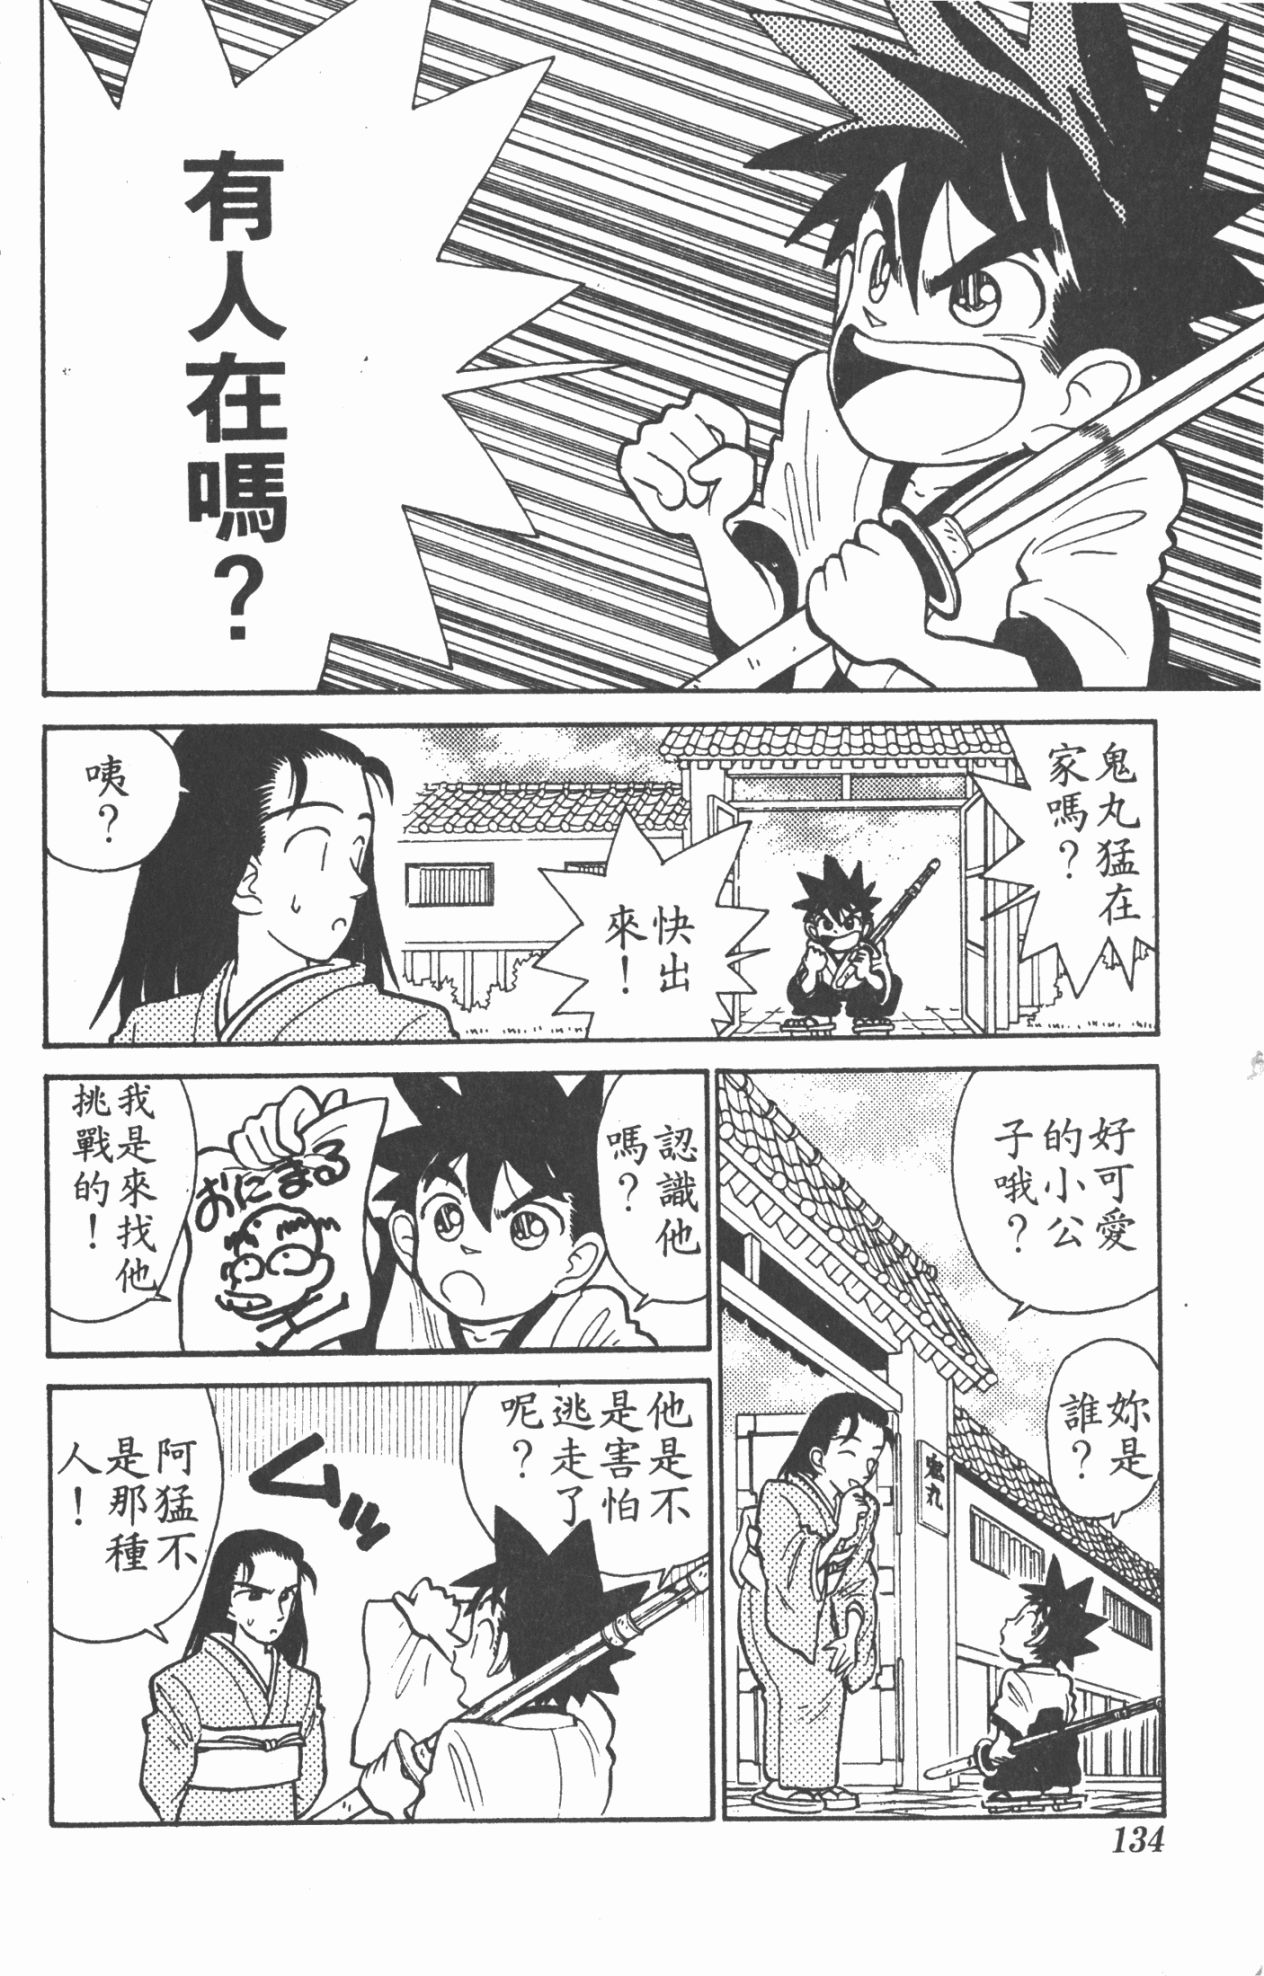 有人在嗎？
鬼丸猛在
家嗎？
快出
來！
咦？
好可愛
的小公
子哦？
妳是
誰？
鬼丸
認識他
嗎？
おにまる
我是來找他
挑戰的！
他是不
是害怕
逃走了
呢？
ムッ
阿猛不
是那種
人！
134